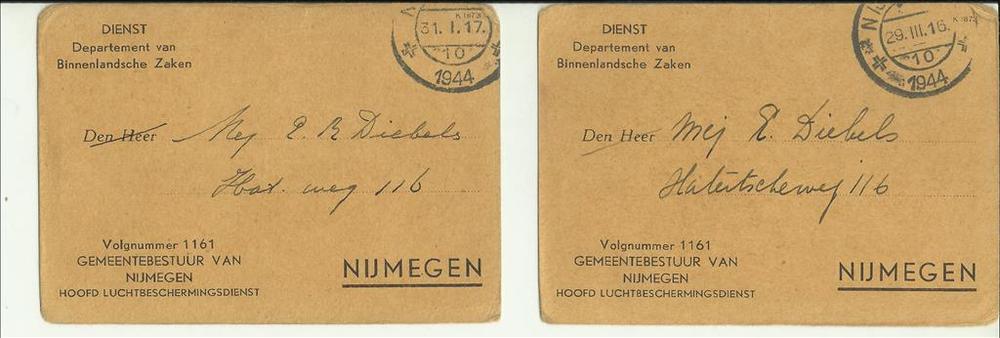 DIENST
Departement van
Binnenlandsche Zaken
N
K 1873
31. I. 17.
10
1944
Den Heer Mej E. B. Diebels
Hat. weg 116
Volgnummer 1161
GEMEENTEBESTUUR VAN
NIJMEGEN
HOOFD LUCHTBESCHERMINGSDIENST
NIJMEGEN
DIENST
Departement van
Binnenlandsche Zaken
K 1873
29. III. 16.
10
1944
Den Heer Mej E. Diebels
Hatertscheweg 116
Volgnummer 1161
GEMEENTEBESTUUR VAN
NIJMEGEN
HOOFD LUCHTBESCHERMINGSDIENST
NIJMEGEN